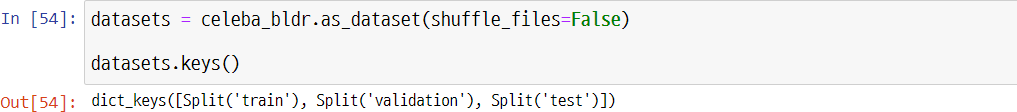 In [54]: datasets = celeba_bldr.as_dataset(shuffle_files=False)
datasets.keys()
Out[54]: dict_keys([Split('train'), Split('validation'), Split('test')])